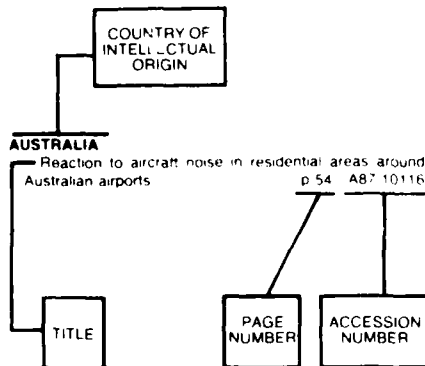 COUNTRY OF
INTELLECTUAL
ORIGIN
AUSTRALIA
Reaction to aircraft noise in residential areas around
Australian airports p 54 A87-10116
TITLE
PAGE
NUMBER
ACCESSION
NUMBER